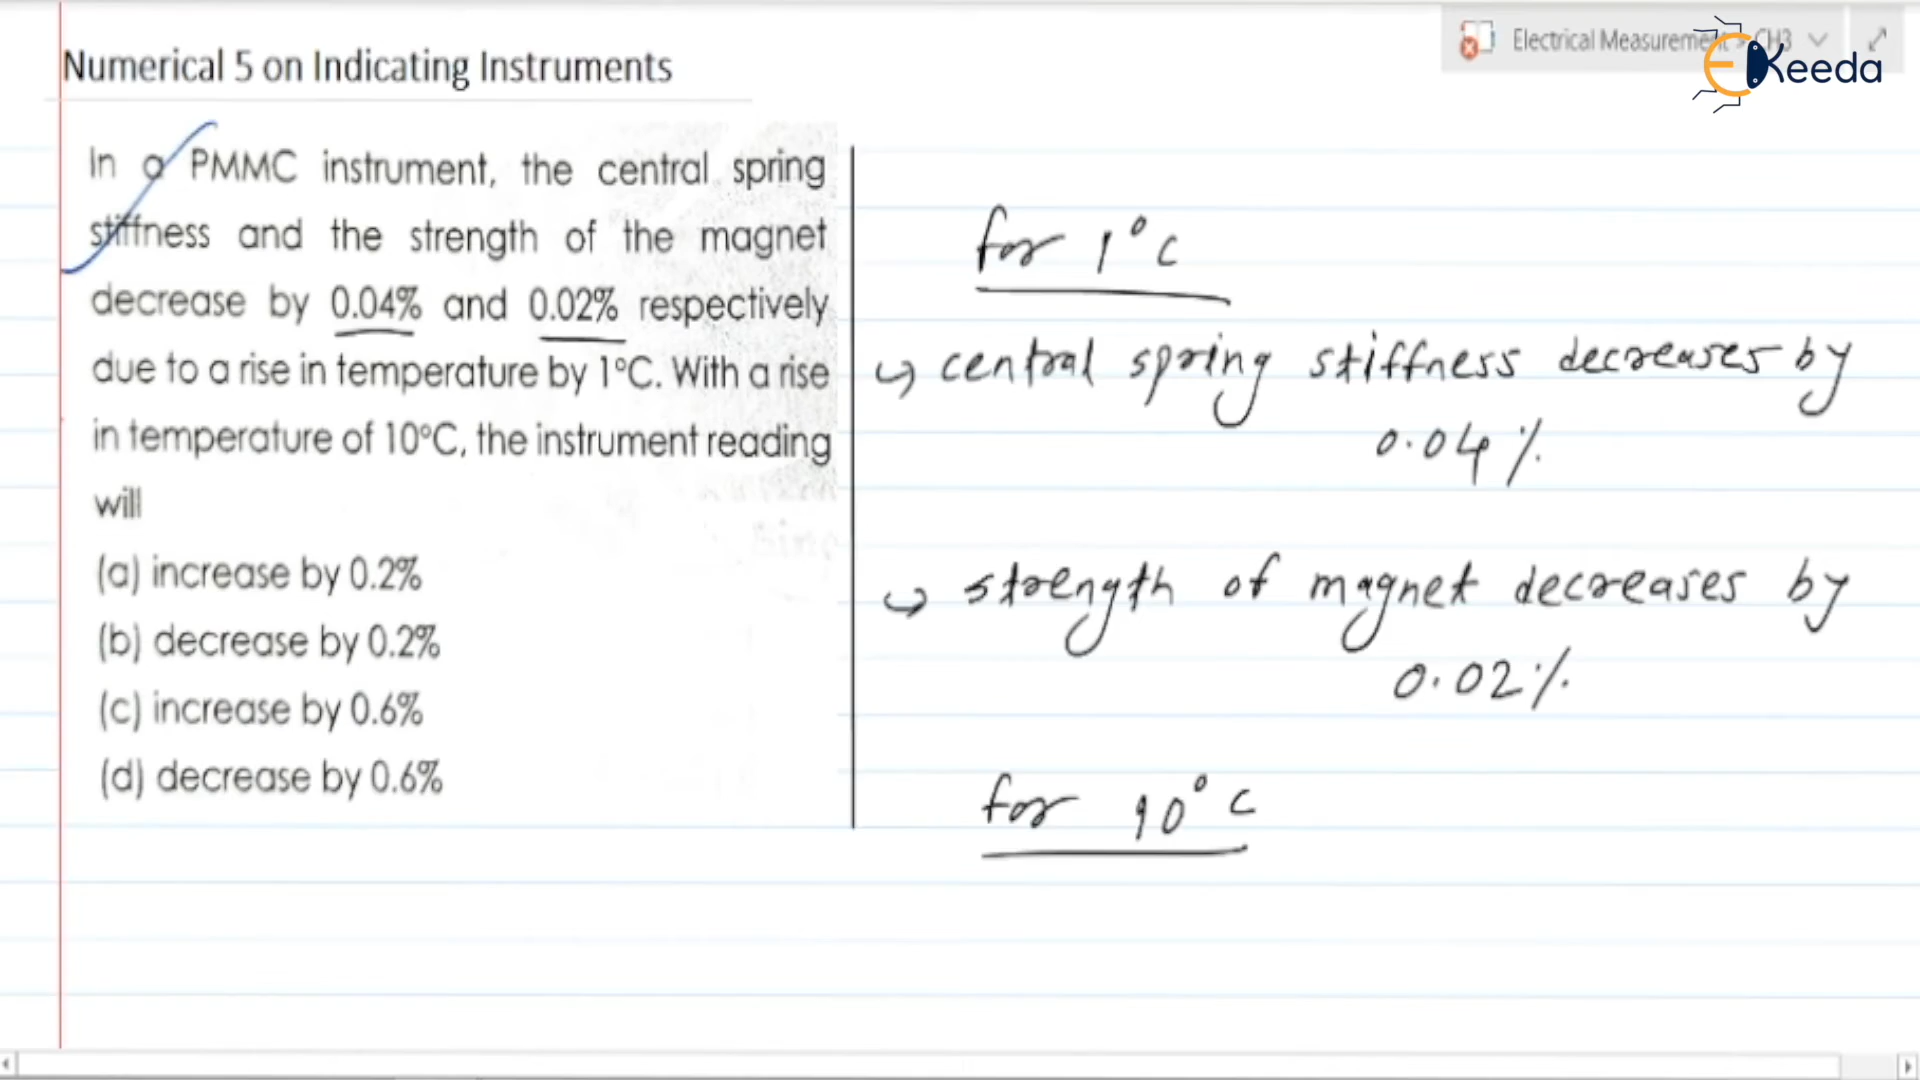 Numerical 5 on Indicating Instruments
Electrical Measurement > CH3
EKeeda
In a PMMC instrument, the central spring
stiffness and the strength of the magnet
decrease by 0.04% and 0.02% respectively
due to a rise in temperature by 1°C. With a rise
in temperature of 10°C, the instrument reading
will
(a) increase by 0.2%
(b) decrease by 0.2%
(c) increase by 0.6%
(d) decrease by 0.6%
for 1°C
↪ central spring stiffness decreases by
0.04%
↪ strength of magnet decreases by
0.02%
for 10°C